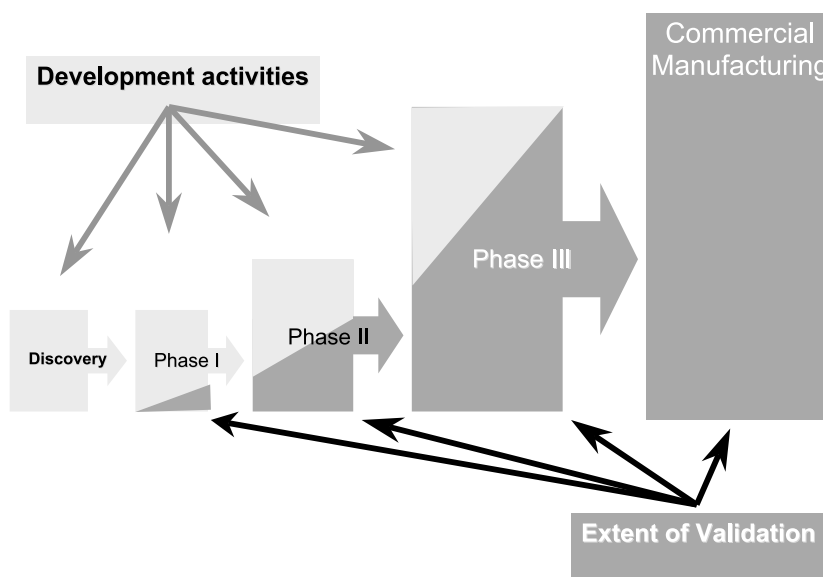 Commercial
Manufacturing
Development activities
Phase III
Phase II
Discovery
Phase I
Extent of Validation